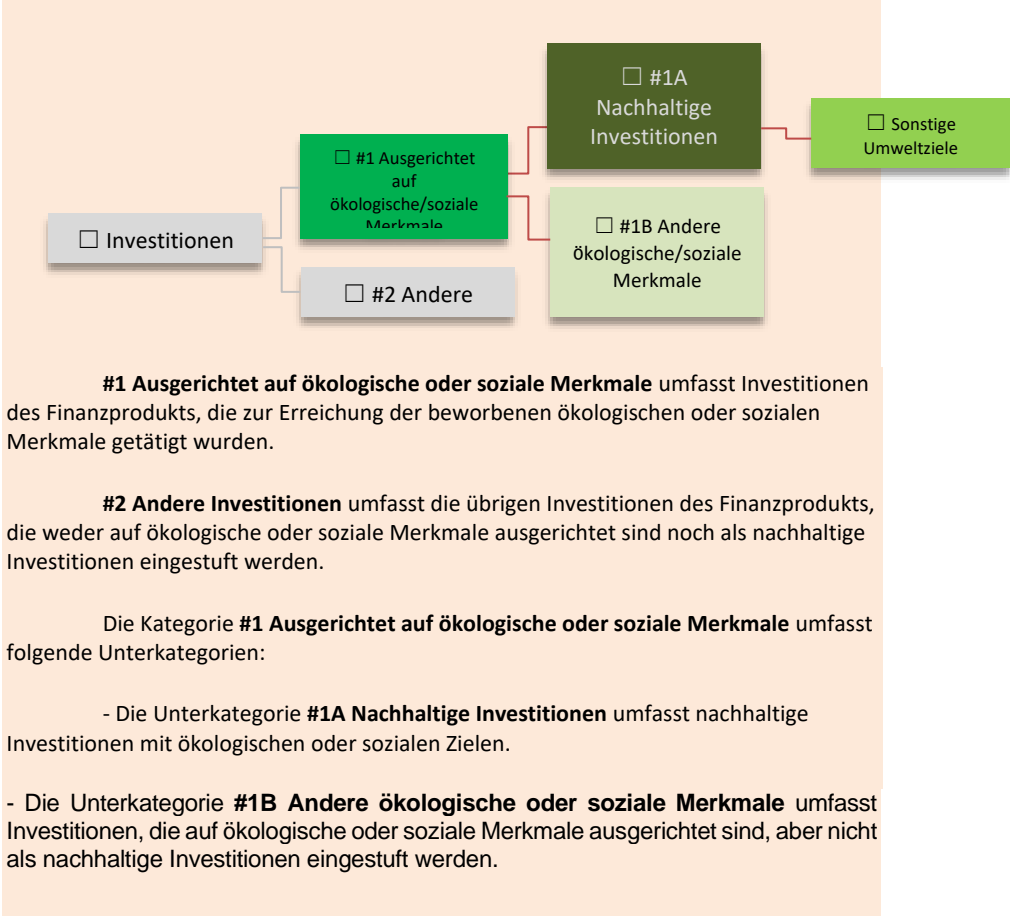 ☐ #1A
Nachhaltige
Investitionen
☐ Sonstige
Umweltziele
☐ #1 Ausgerichtet
auf
ökologische/soziale
Merkmale
☐ Investitionen
☐ #1B Andere
ökologische/soziale
Merkmale
☐ #2 Andere
#1 Ausgerichtet auf ökologische oder soziale Merkmale umfasst Investitionen
des Finanzprodukts, die zur Erreichung der beworbenen ökologischen oder sozialen
Merkmale getätigt wurden.
#2 Andere Investitionen umfasst die übrigen Investitionen des Finanzprodukts,
die weder auf ökologische oder soziale Merkmale ausgerichtet sind noch als nachhaltige
Investitionen eingestuft werden.
Die Kategorie #1 Ausgerichtet auf ökologische oder soziale Merkmale umfasst
folgende Unterkategorien:
- Die Unterkategorie #1A Nachhaltige Investitionen umfasst nachhaltige
Investitionen mit ökologischen oder sozialen Zielen.
- Die Unterkategorie #1B Andere ökologische oder soziale Merkmale umfasst
Investitionen, die auf ökologische oder soziale Merkmale ausgerichtet sind, aber nicht
als nachhaltige Investitionen eingestuft werden.